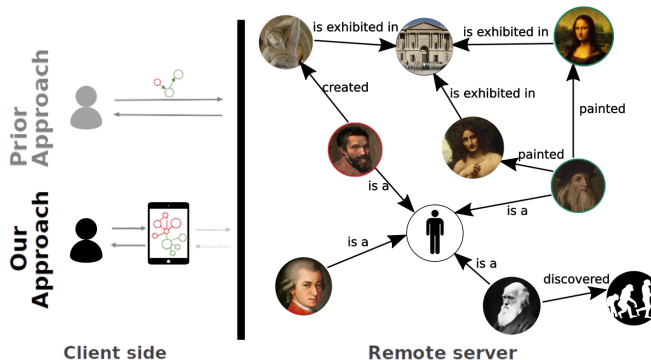 Prior
Approach
Our
Approach
Client side
is exhibited in
is exhibited in
created
is exhibited in
painted
painted
is a
is a
is a
is a
discovered
Remote server